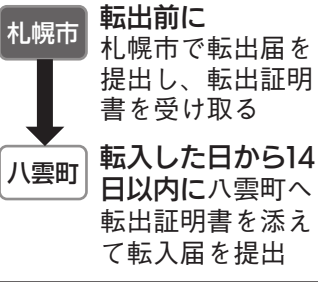 札幌市
転出前に
札幌市で転出届を
提出し、転出証明
書を受け取る
八雲町
転入した日から14
日以内に八雲町へ
転出証明書を添え
て転入届を提出